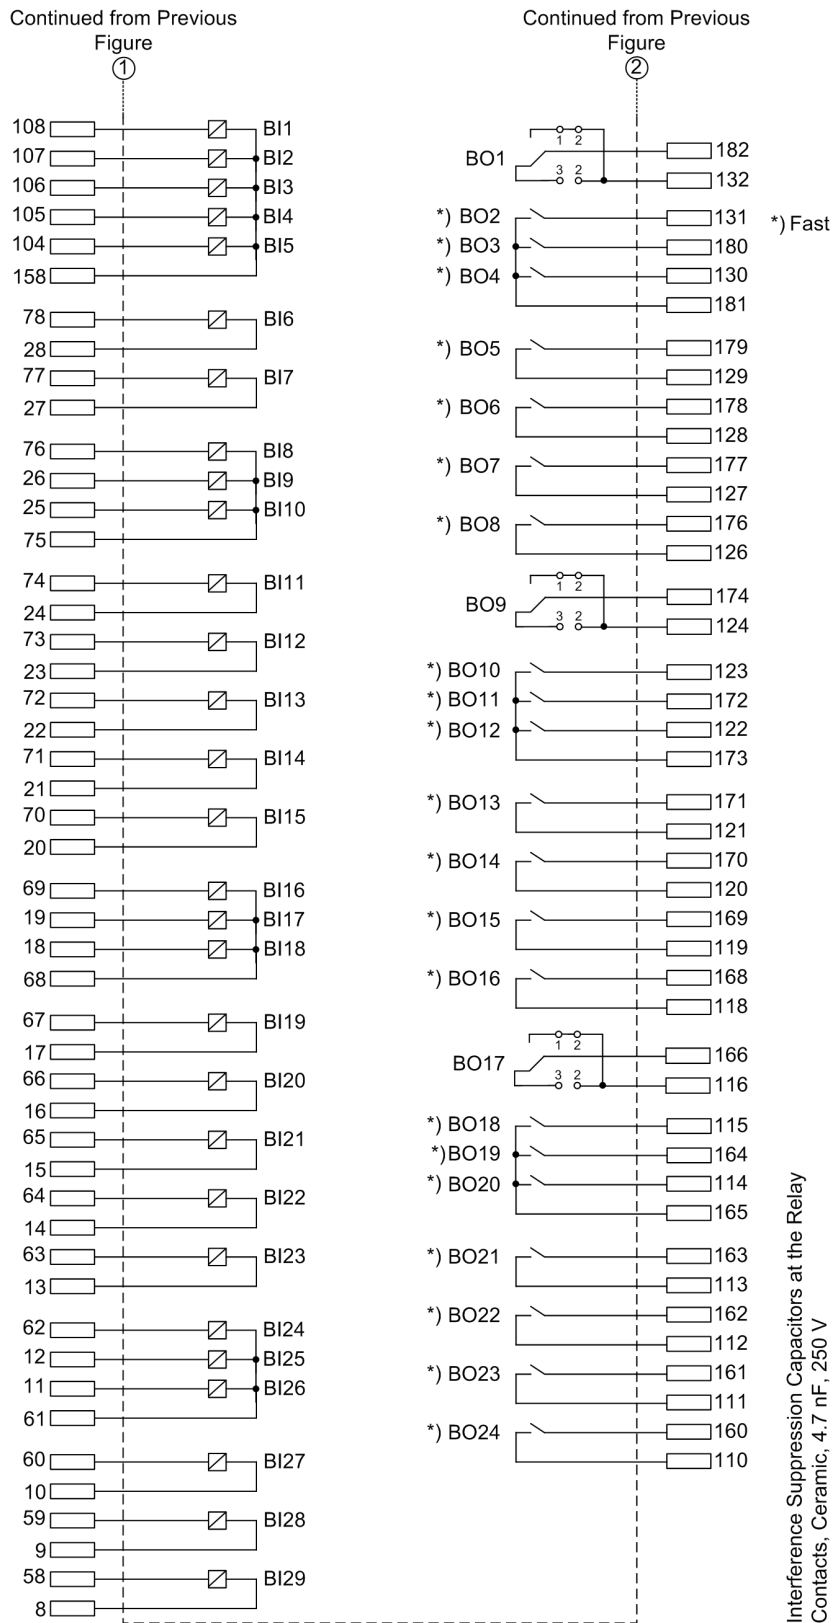 Continued from Previous
Figure
1
108 BI1
107 BI2
106 BI3
105 BI4
104 BI5
158
78 BI6
28
77 BI7
27
76 BI8
26 BI9
25 BI10
75
74 BI11
24
73 BI12
23
72 BI13
22
71 BI14
21
70 BI15
20
69 BI16
19 BI17
18 BI18
68
67 BI19
17
66 BI20
16
65 BI21
15
64 BI22
14
63 BI23
13
62 BI24
12 BI25
11 BI26
61
60 BI27
10
59 BI28
9
58 BI29
8
Continued from Previous
Figure
2
1 2
BO1 182
3 2
132
*) BO2 131
*) Fast
*) BO3 180
*) BO4 130
181
*) BO5 179
129
*) BO6 178
128
*) BO7 177
127
*) BO8 176
126
1 2
BO9 174
3 2
124
*) BO10 123
*) BO11 172
*) BO12 122
173
*) BO13 171
121
*) BO14 170
120
*) BO15 169
119
*) BO16 168
118
1 2
BO17 166
3 2
116
*) BO18 115
*)BO19 164
*) BO20 114
165
*) BO21 163
113
*) BO22 162
112
*) BO23 161
111
*) BO24 160
110
Interference Suppression Capacitors at the Relay
Contacts, Ceramic, 4.7 nF, 250 V